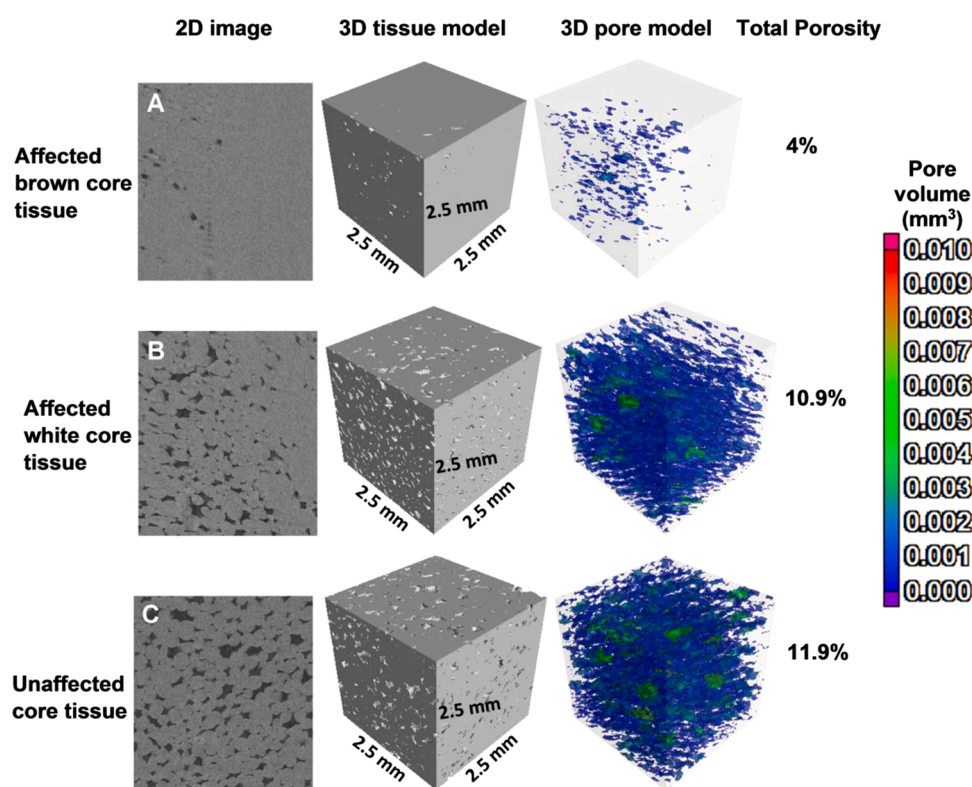 2D image
3D tissue model
3D pore model
Total Porosity
A
Affected
brown core
tissue
2.5 mm
2.5 mm
2.5 mm
4%
B
Affected
white core
tissue
2.5 mm
2.5 mm
2.5 mm
10.9%
C
Unaffected
core tissue
2.5 mm
2.5 mm
2.5 mm
11.9%
Pore
volume
(mm³)
0.010
0.009
0.008
0.007
0.006
0.005
0.004
0.003
0.002
0.001
0.000